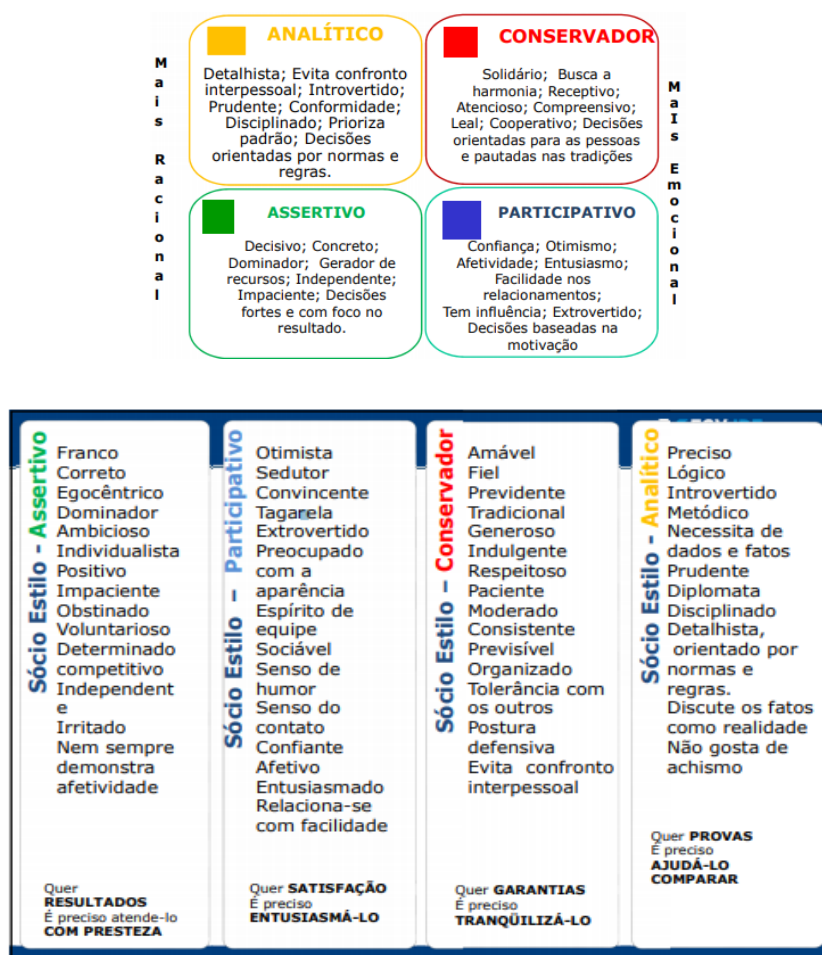 Mais Racional
ANALÍTICO
Detalhista; Evita confronto
interpessoal; Introvertido;
Prudente; Conformidade;
Disciplinado; Prioriza
padrão; Decisões
orientadas por normas e
regras.
CONSERVADOR
Solidário; Busca a
harmonia; Receptivo;
Atencioso; Compreensivo;
Leal; Cooperativo; Decisões
orientadas para as pessoas
e pautadas nas tradições
MaIs Emocional
ASSERTIVO
Decisivo; Concreto;
Dominador; Gerador de
recursos; Independente;
Impaciente; Decisões
fortes e com foco no
resultado.
PARTICIPATIVO
Confiança; Otimismo;
Afetividade; Entusiasmo;
Facilidade nos
relacionamentos;
Tem influência; Extrovertido;
Decisões baseadas na
motivação
Sócio Estilo - Assertivo
Franco
Correto
Egocêntrico
Dominador
Ambicioso
Individualista
Positivo
Impaciente
Obstinado
Voluntarioso
Determinado
competitivo
Independent
e
Irritado
Nem sempre
demonstra
afetividade
Quer
RESULTADOS
É preciso atende-lo
COM PRESTEZA
Sócio Estilo – Participativo
Otimista
Sedutor
Convincente
Tagarela
Extrovertido
Preocupado
com a
aparência
Espírito de
equipe
Sociável
Senso de
humor
Senso do
contato
Confiante
Afetivo
Entusiasmado
Relaciona-se
com facilidade
Quer SATISFAÇÃO
É preciso
ENTUSIASMÁ-LO
Sócio Estilo – Conservador
Amável
Fiel
Previdente
Tradicional
Generoso
Indulgente
Respeitoso
Paciente
Moderado
Consistente
Previsível
Organizado
Tolerância com
os outros
Postura
defensiva
Evita confronto
interpessoal
Quer GARANTIAS
É preciso
TRANQÜILIZÁ-LO
Sócio Estilo - Analítico
Preciso
Lógico
Introvertido
Metódico
Necessita de
dados e fatos
Prudente
Diplomata
Disciplinado
Detalhista,
orientado por
normas e
regras.
Discute os fatos
como realidade
Não gosta de
achismo
Quer PROVAS
É preciso
AJUDÁ-LO
COMPARAR